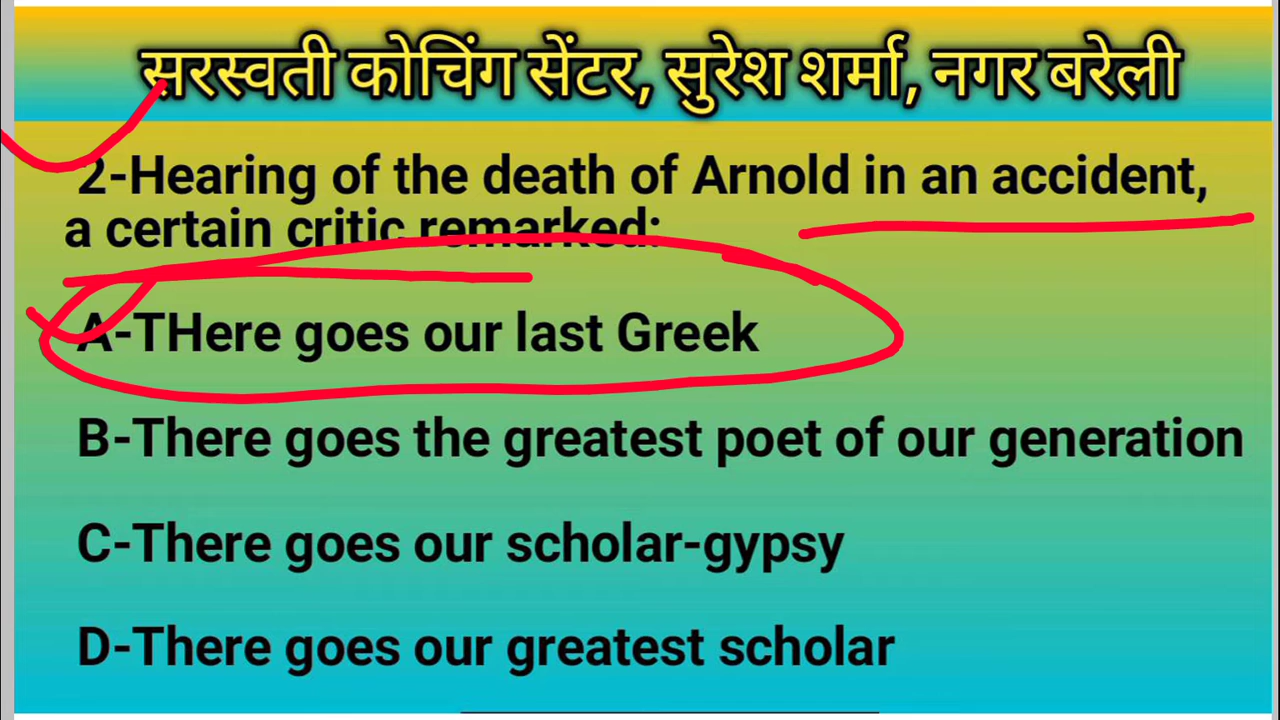 सरस्वती कोचिंग सेंटर, सुरेश शर्मा, नगर बरेली
2-Hearing of the death of Arnold in an accident,
a certain critic remarked:
A-THere goes our last Greek
B-There goes the greatest poet of our generation
C-There goes our scholar-gypsy
D-There goes our greatest scholar